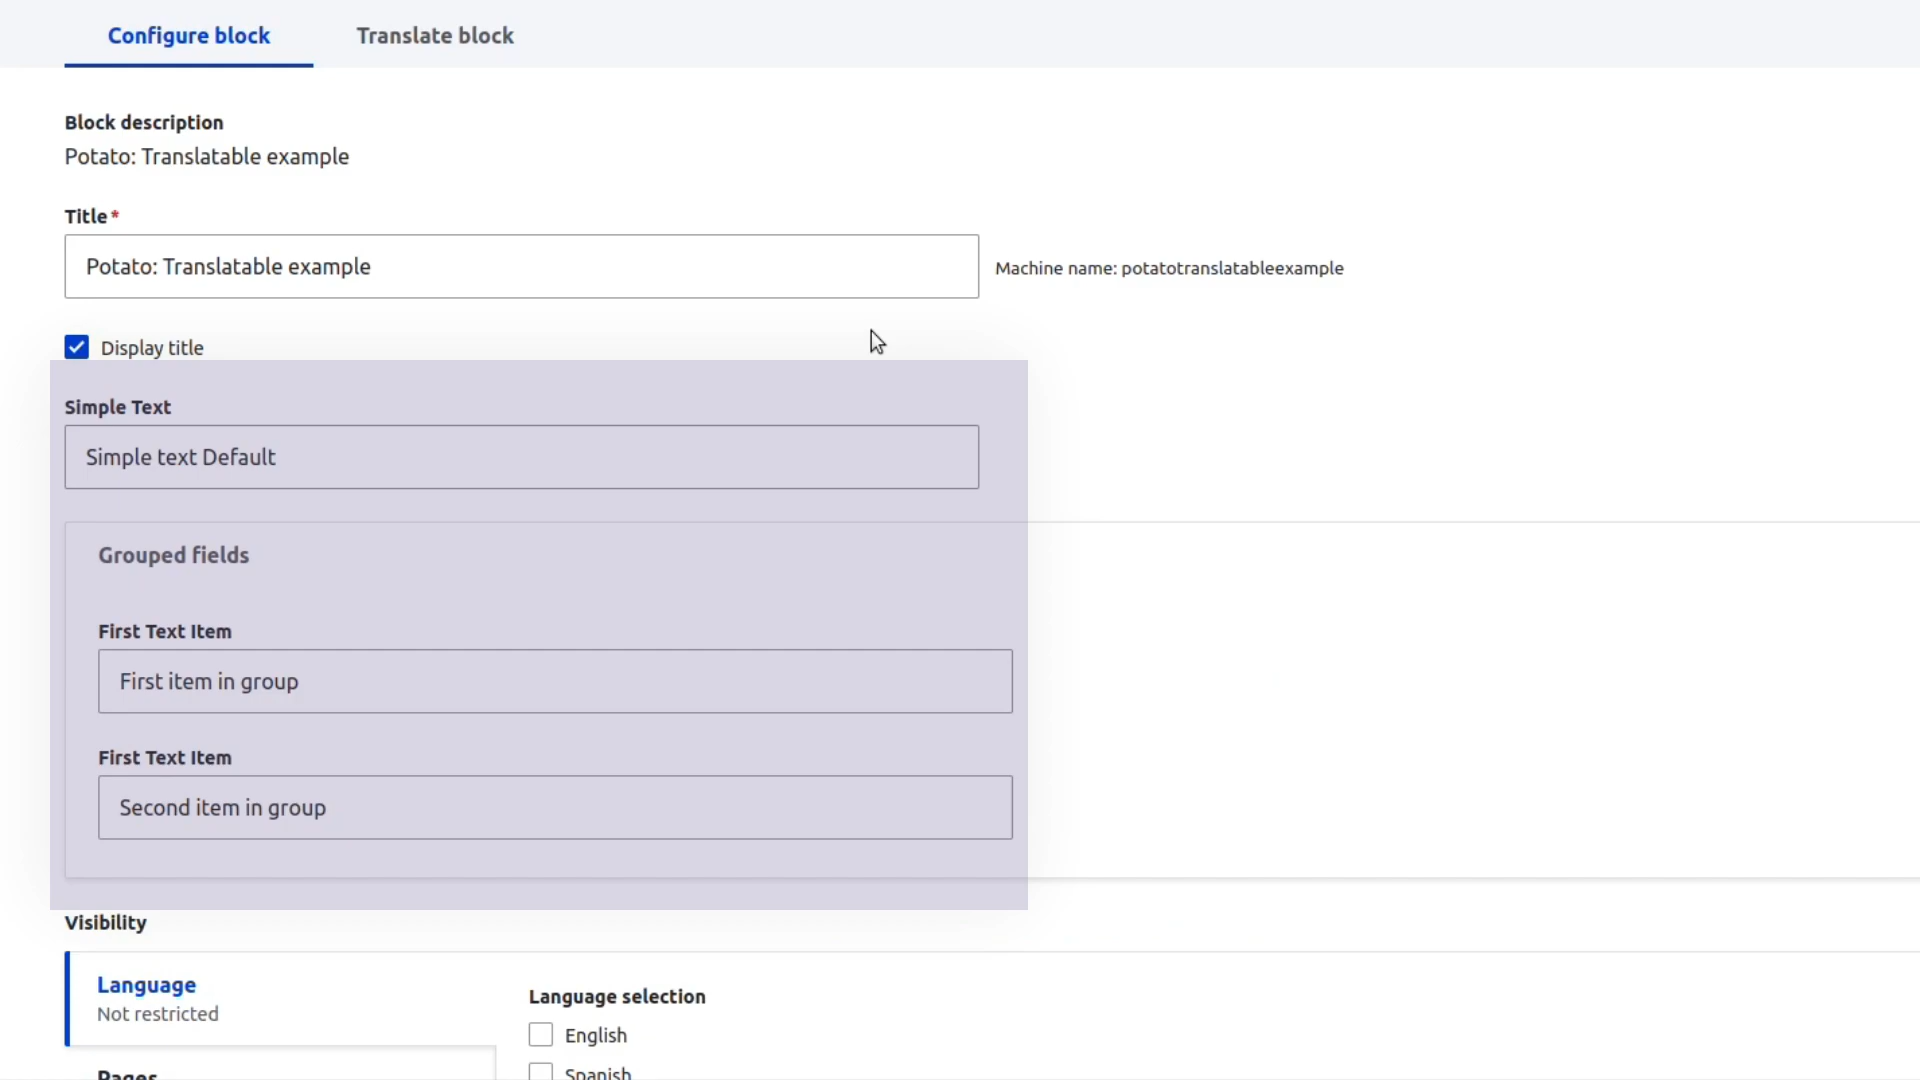 Configure block
Translate block
Block description
Potato: Translatable example
Title*
Potato: Translatable example
Machine name: potatotranslatableexample
Display title
Simple Text
Simple text Default
Grouped fields
First Text Item
First item in group
First Text Item
Second item in group
Visibility
Language
Not restricted
Language selection
English
Pages
Spanish